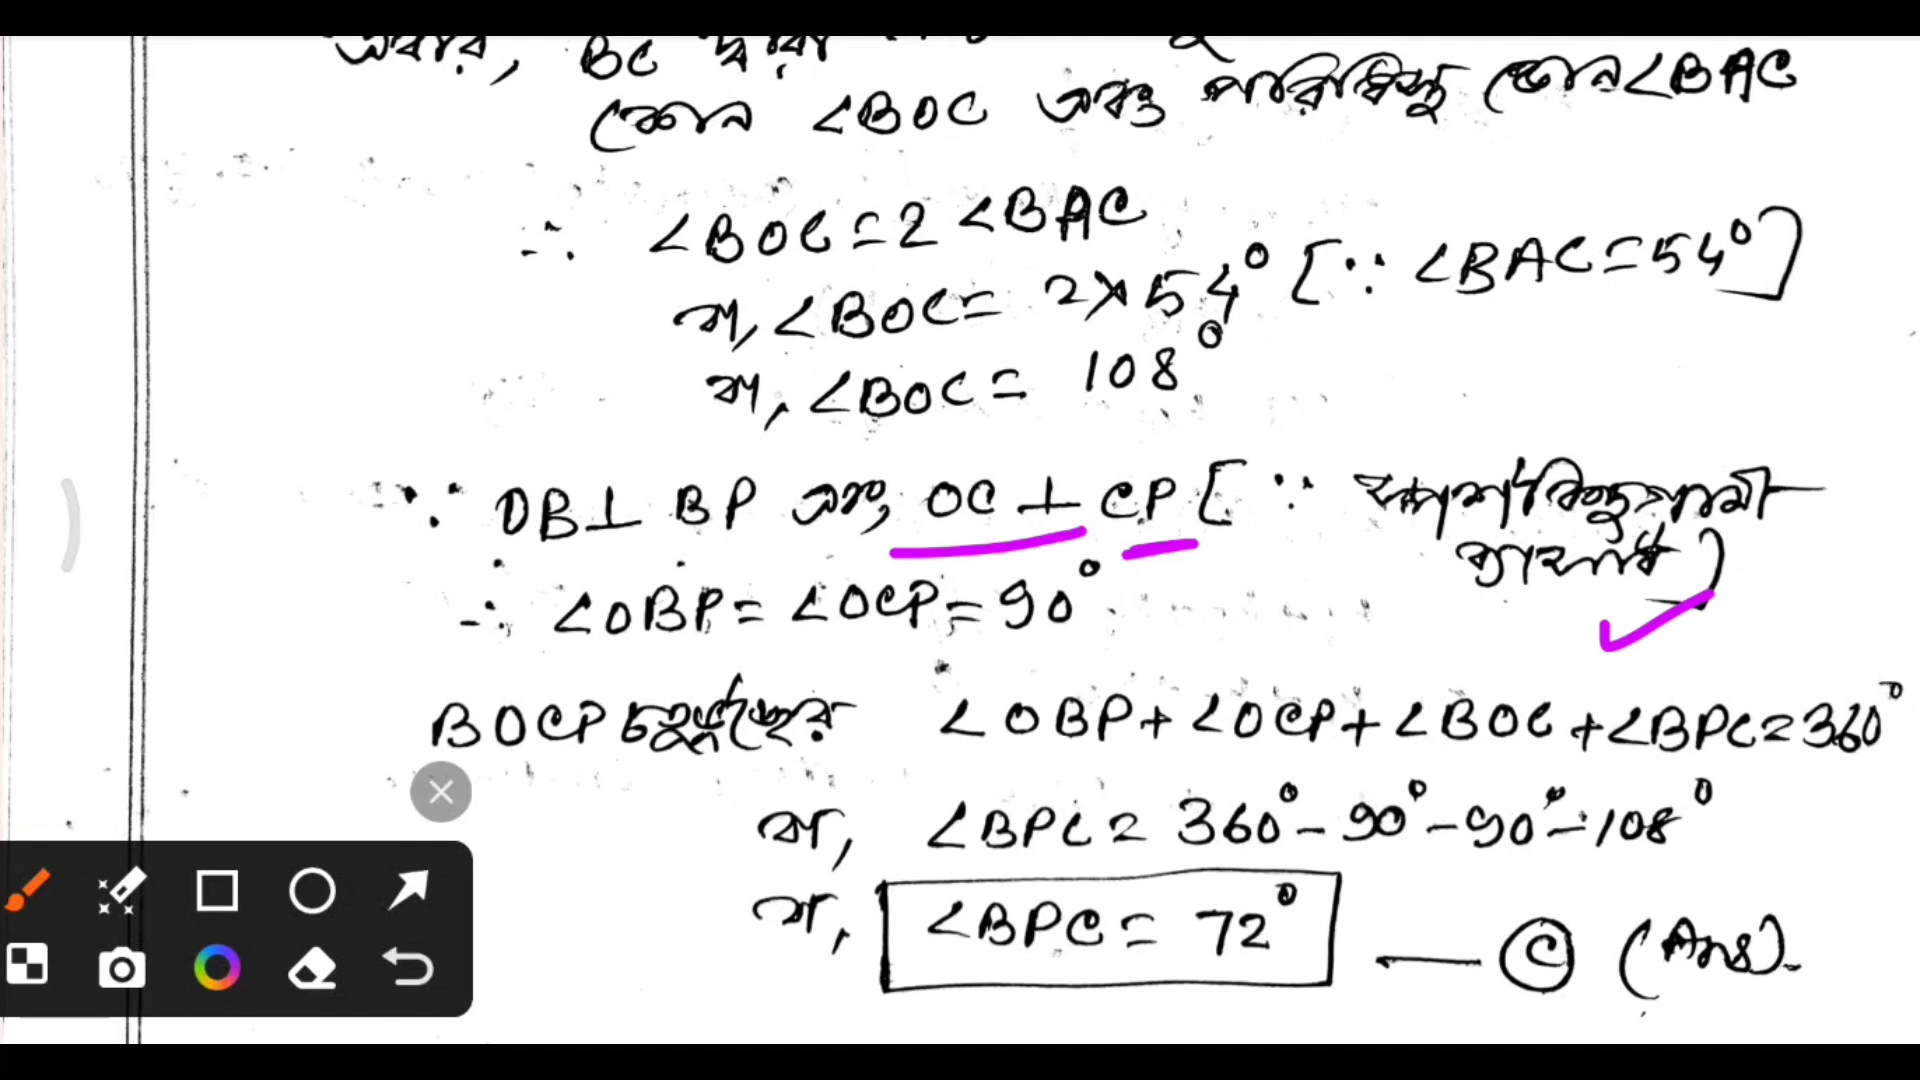 আবার, BC দ্বারা
কোন ∠BOC এবং পরিধিস্থ কোন ∠BAC
∴ ∠BOC = 2 ∠BAC
বা, ∠BOC = 2×54° [∵ ∠BAC = 54°]
বা, ∠BOC = 108°
∵ OB⊥ BP এবং OC ⊥ CP [∵ স্পর্শবিন্দুগামী
ব্যাসার্ধ]
∴ ∠OBP = ∠OCP = 90°
BOCP চতুর্ভুজের ∠OBP + ∠OCP + ∠BOC + ∠BPC = 360°
বা, ∠BPC = 360° - 90° - 90° - 108°
বা, ∠BPC = 72° — Ⓒ (Ans).